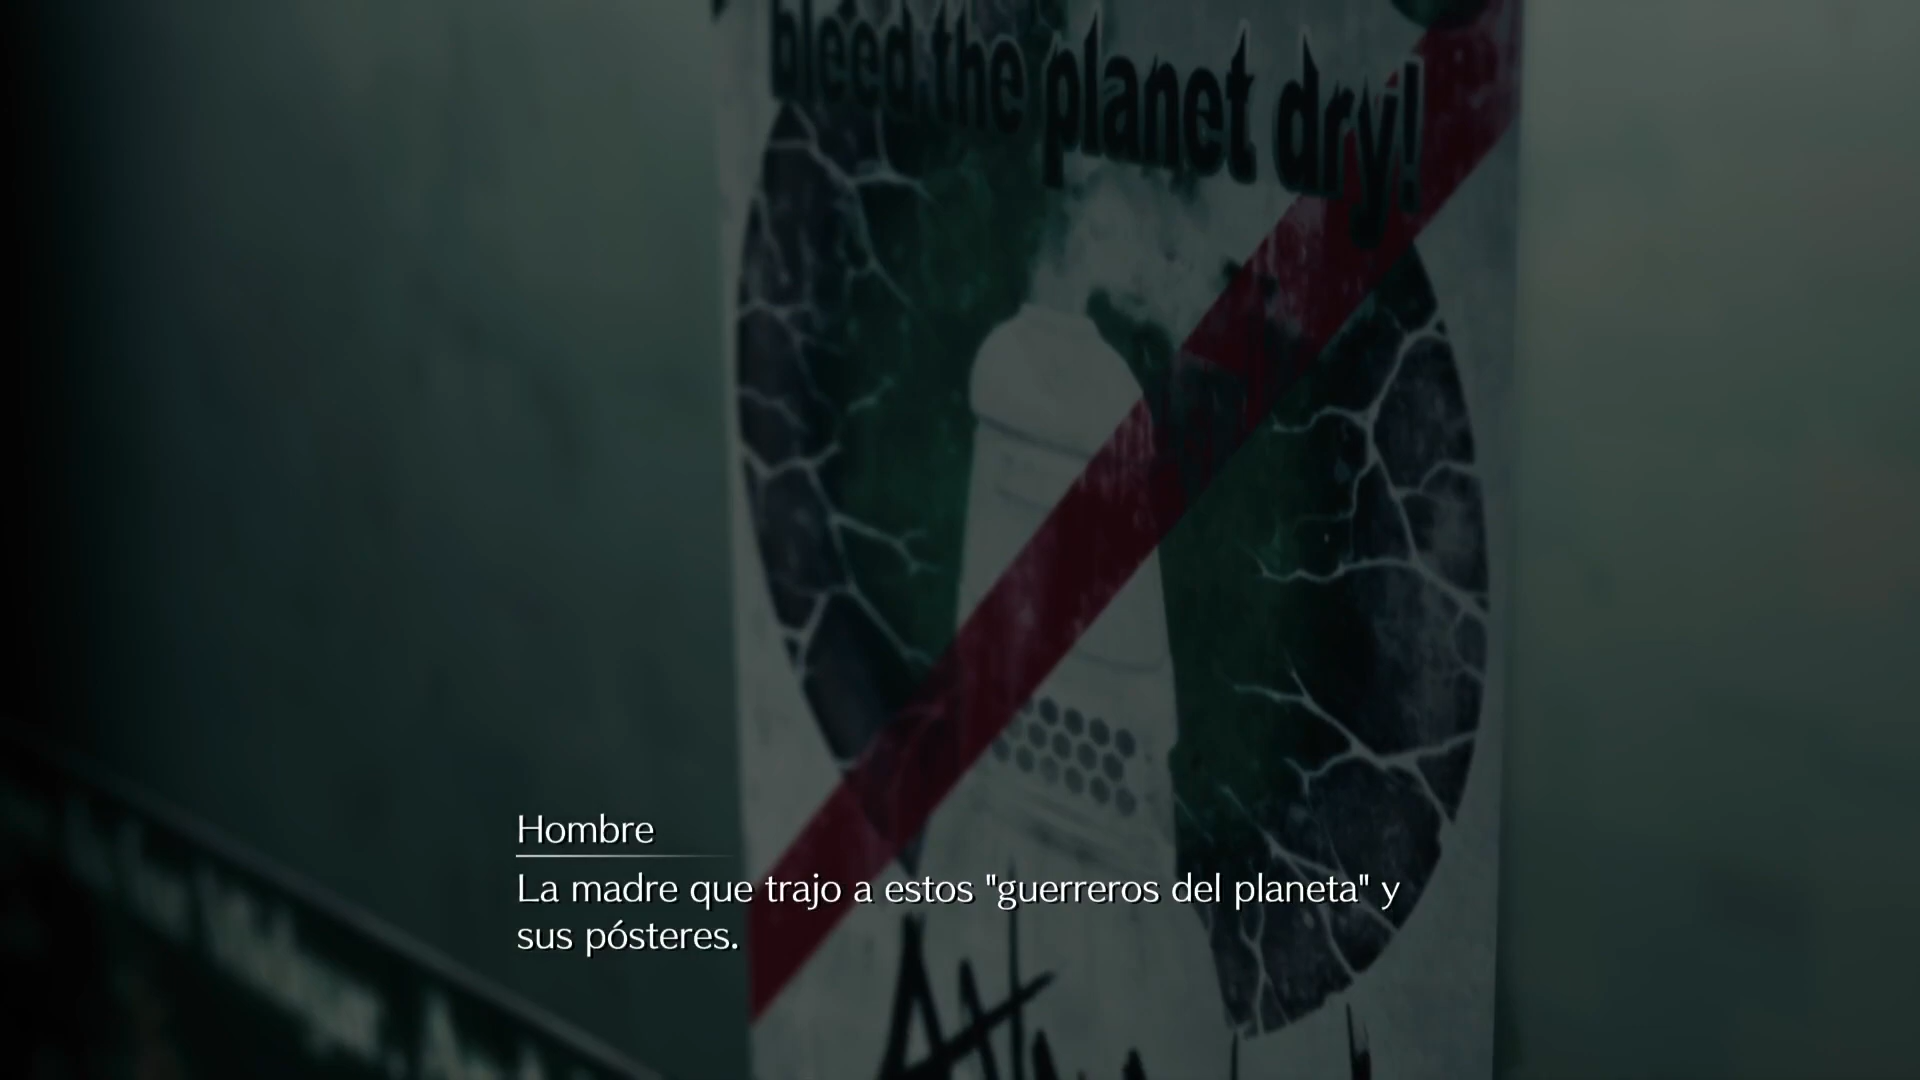 bleed the planet dry!
Hombre
La madre que trajo a estos "guerreros del planeta" y
sus pósteres.